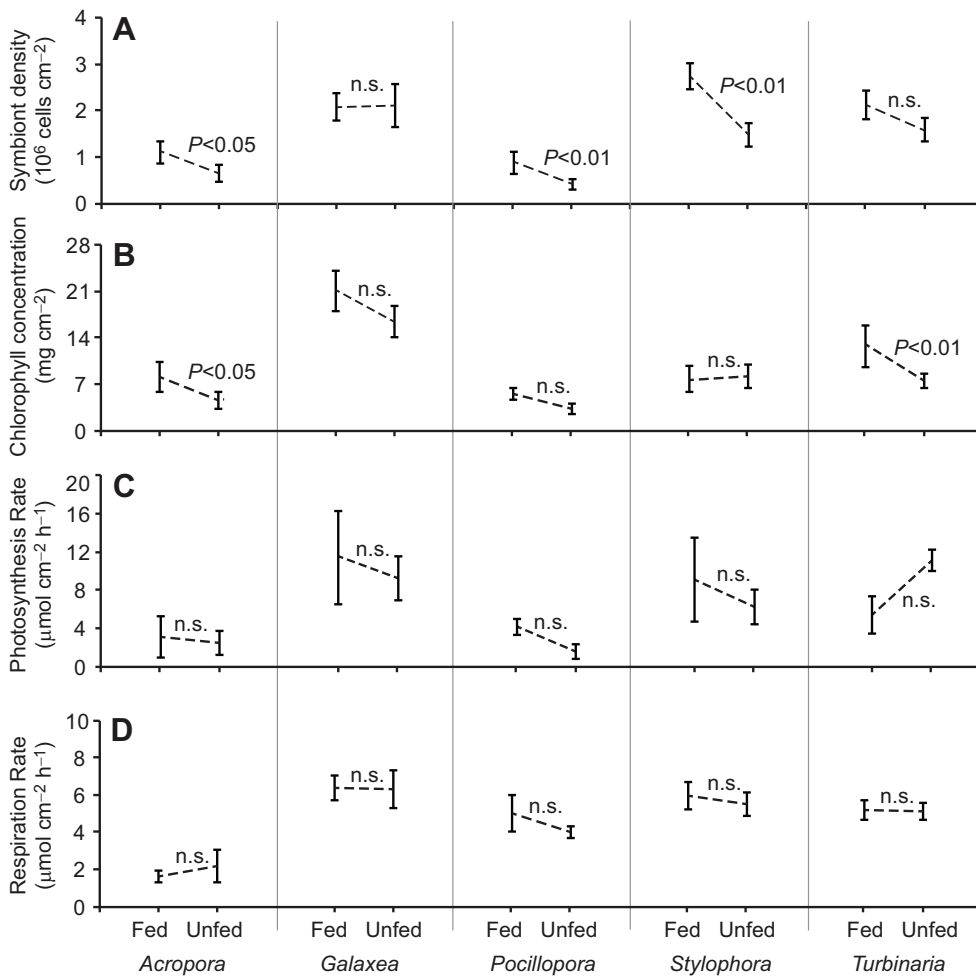 A
Symbiont density
(10⁶ cells cm⁻²)
4
3
2
1
0
P<0.05
n.s.
P<0.01
P<0.01
n.s.
B
Chlorophyll concentration
(mg cm⁻²)
28
21
14
7
0
P<0.05
n.s.
n.s.
n.s.
P<0.01
C
Photosynthesis Rate
(μmol cm⁻² h⁻¹)
20
16
12
8
4
0
n.s.
n.s.
n.s.
n.s.
n.s.
D
Respiration Rate
(μmol cm⁻² h⁻¹)
10
8
6
4
2
0
n.s.
n.s.
n.s.
n.s.
n.s.
Fed Unfed Fed Unfed Fed Unfed Fed Unfed Fed Unfed
Acropora Galaxea Pocillopora Stylophora Turbinaria